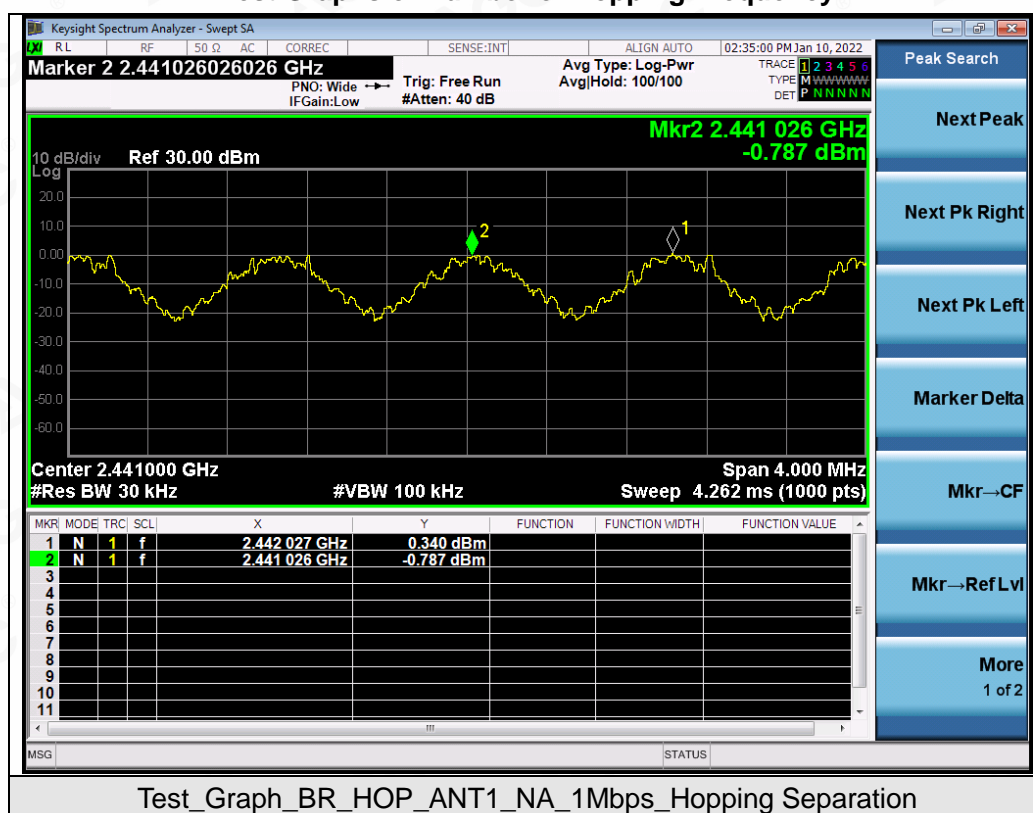 Keysight Spectrum Analyzer - Swept SA
LXI RL RF 50 Ω AC CORREC SENSE:INT ALIGN AUTO 02:35:00 PM Jan 10, 2022
Marker 2 2.441026026026 GHz
PNO: Wide
IFGain:Low
Trig: Free Run
#Atten: 40 dB
Avg Type: Log-Pwr
Avg|Hold: 100/100
TRACE 1 2 3 4 5 6
TYPE M WWWWW
DET P N N N N N
Peak Search
Next Peak
Next Pk Right
Next Pk Left
Marker Delta
Mkr→CF
Mkr→Ref Lvl
More
1 of 2
Mkr2 2.441 026 GHz
-0.787 dBm
10 dB/div Ref 30.00 dBm
Log
20.0
10.0
0.00
-10.0
-20.0
-30.0
-40.0
-50.0
-60.0
2
1
Center 2.441000 GHz Span 4.000 MHz
#Res BW 30 kHz #VBW 100 kHz Sweep 4.262 ms (1000 pts)
MKR MODE TRC SCL X Y FUNCTION FUNCTION WIDTH FUNCTION VALUE
1 N 1 f 2.442 027 GHz 0.340 dBm
2 N 1 f 2.441 026 GHz -0.787 dBm
3
4
5
6
7
8
9
10
11
MSG STATUS
Test_Graph_BR_HOP_ANT1_NA_1Mbps_Hopping Separation